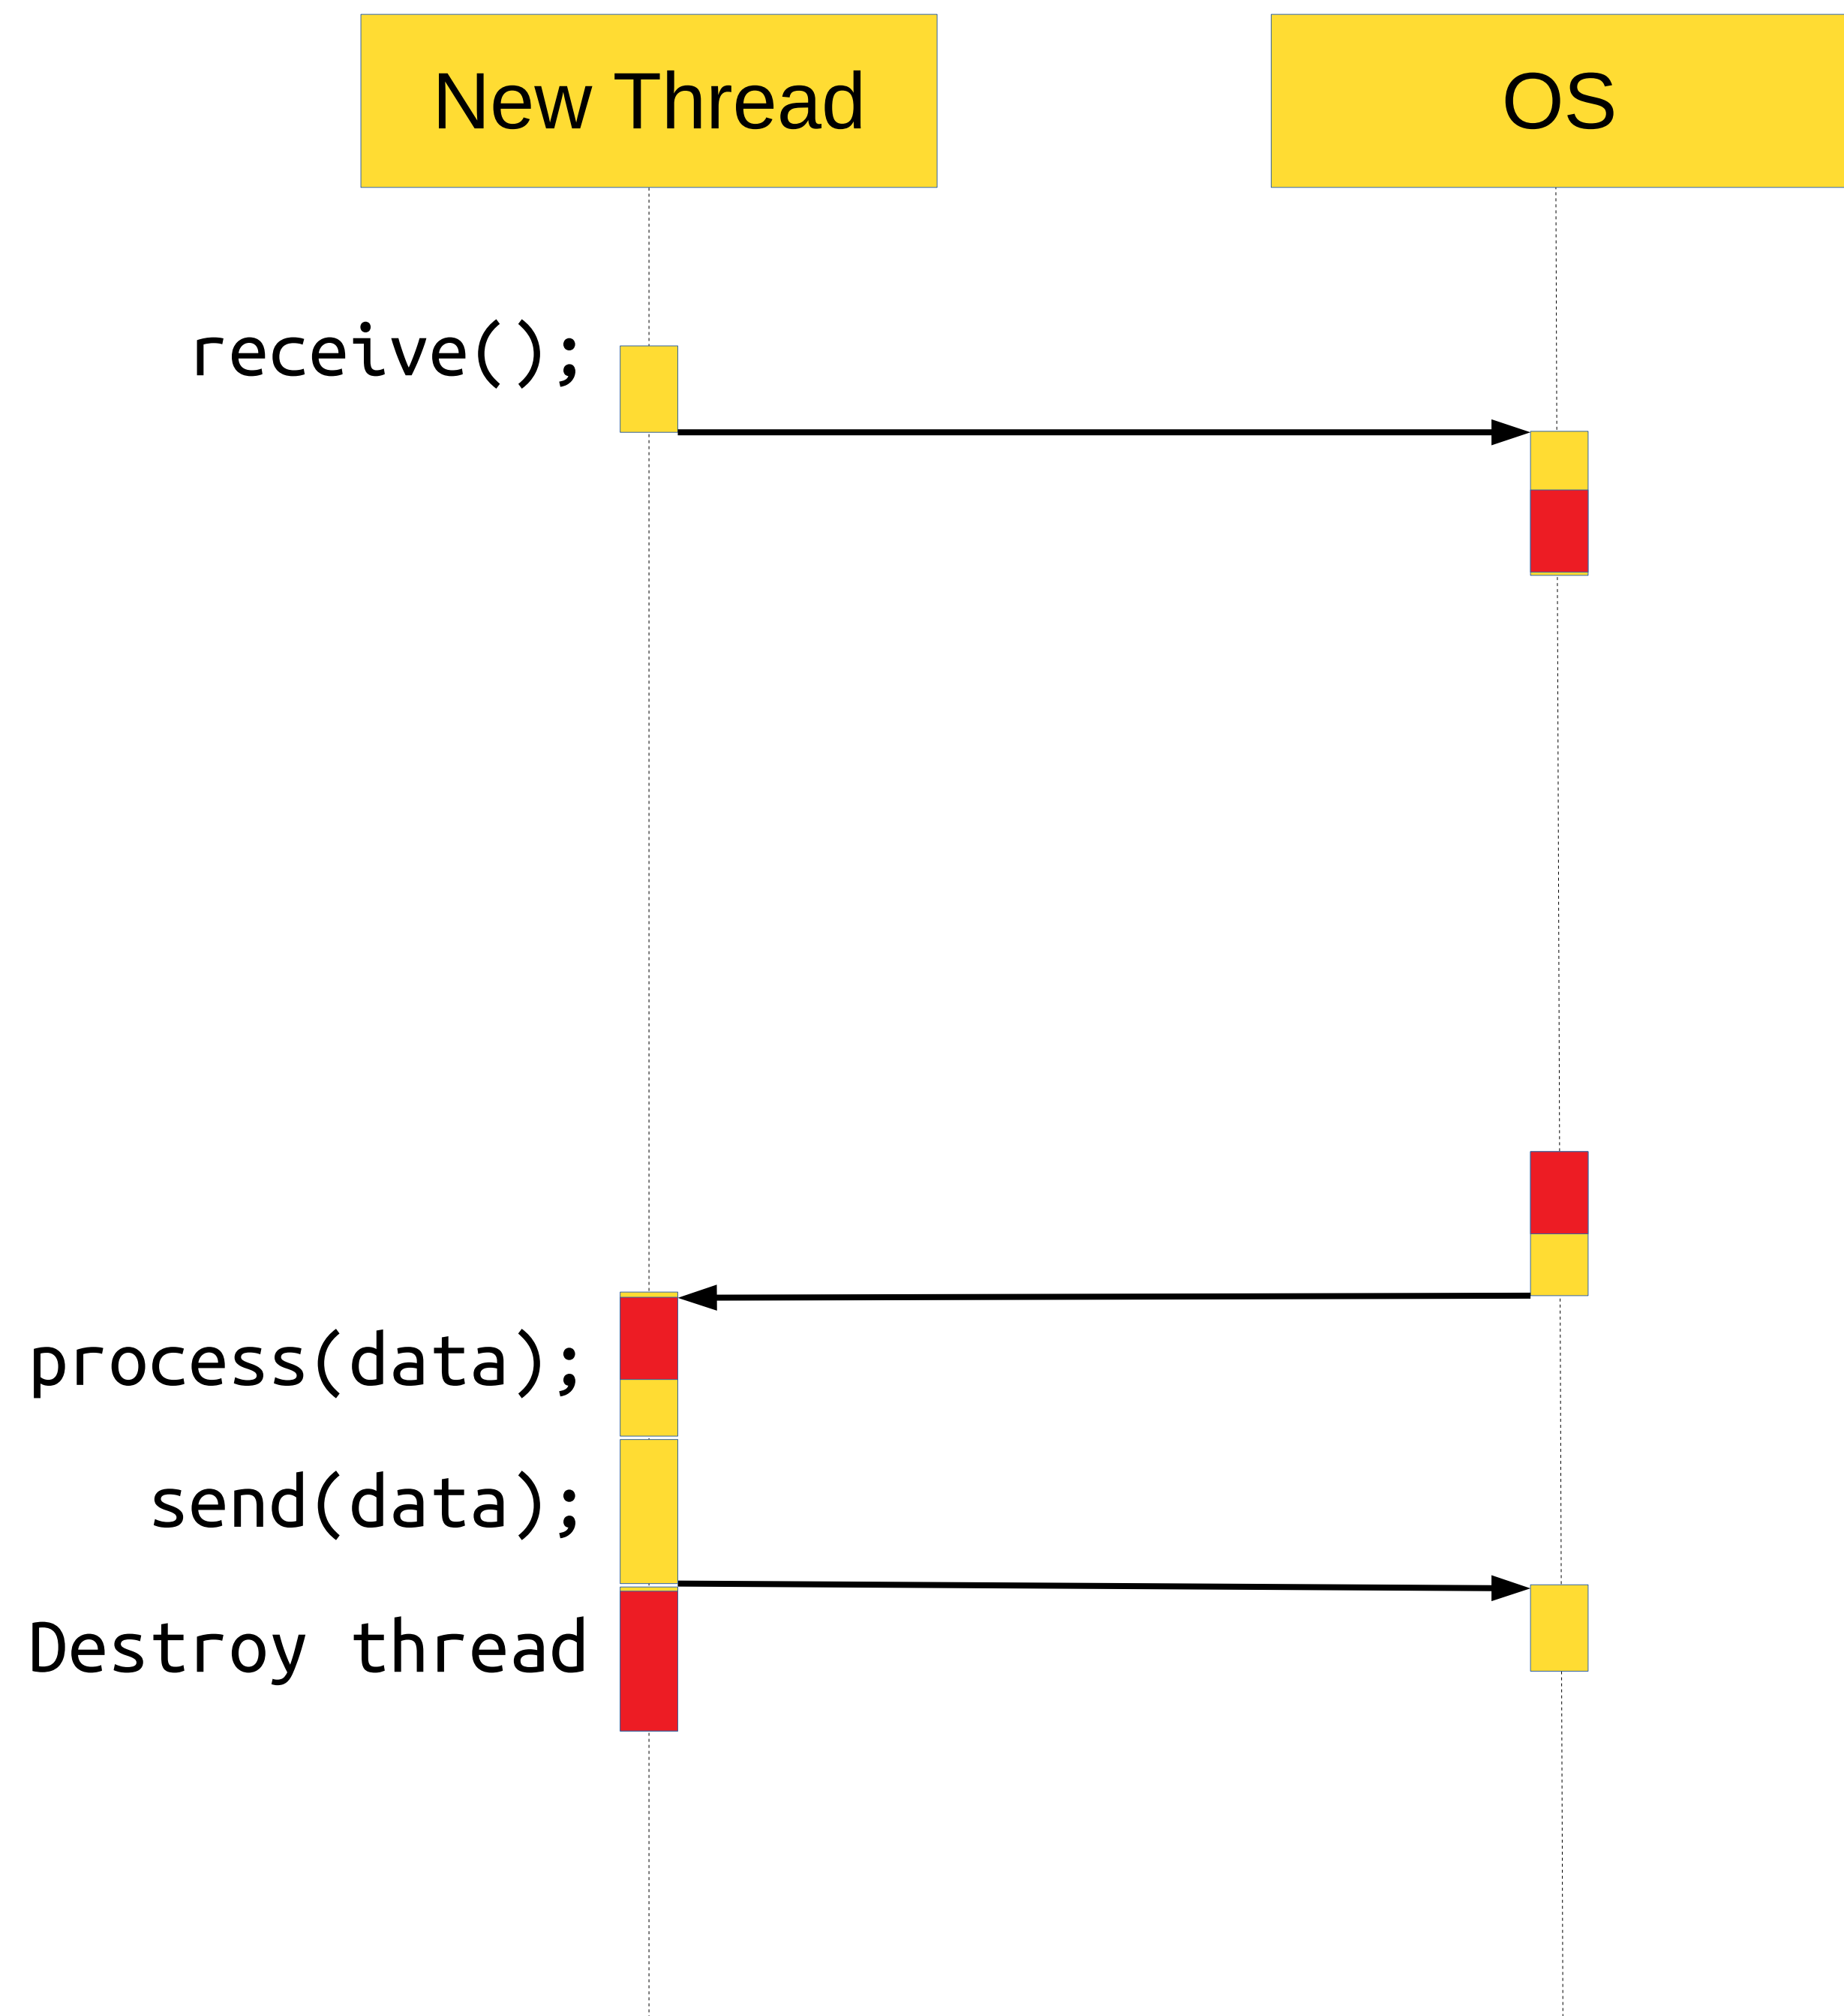 New Thread
OS
receive();
process(data);
send(data);
Destroy thread